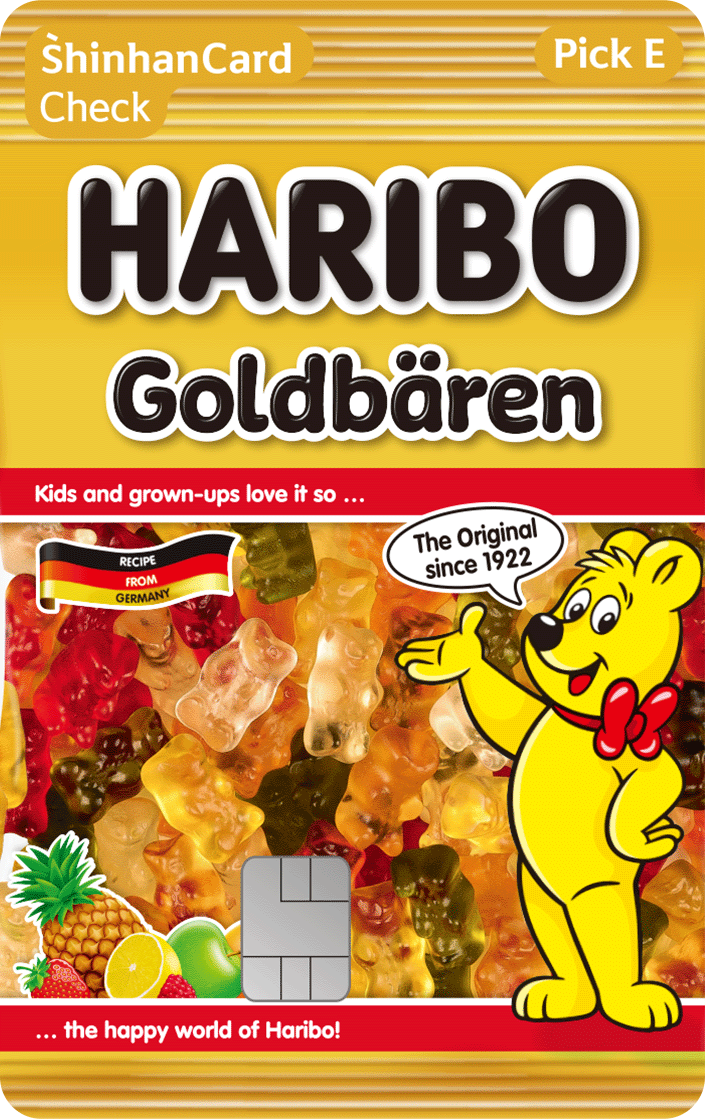 ShinhanCard
Check
Pick E
HARIBO
Goldbären
Kids and grown-ups love it so ...
The Original
since 1922
RECIPE
FROM
GERMANY
... the happy world of Haribo!